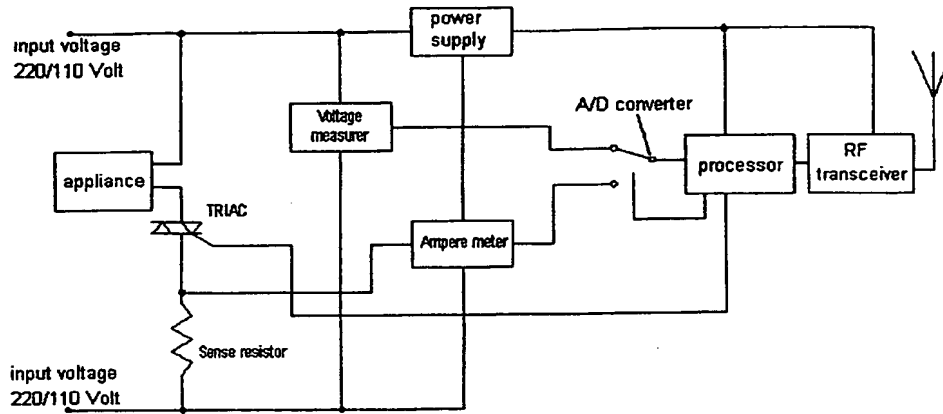 power
supply
input voltage
220/110 Volt
Voltage
measurer
A/D converter
processor
RF
transceiver
appliance
TRIAC
Ampere meter
Sense resistor
input voltage
220/110 Volt